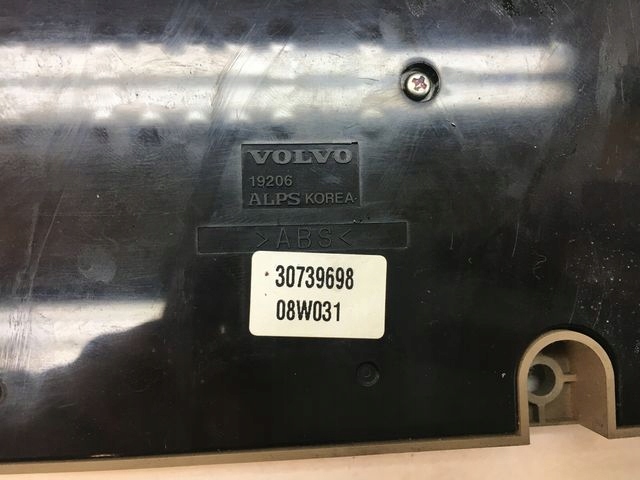 VOLVO
19206
ALPS KOREA
>ABS<
30739698
08W031